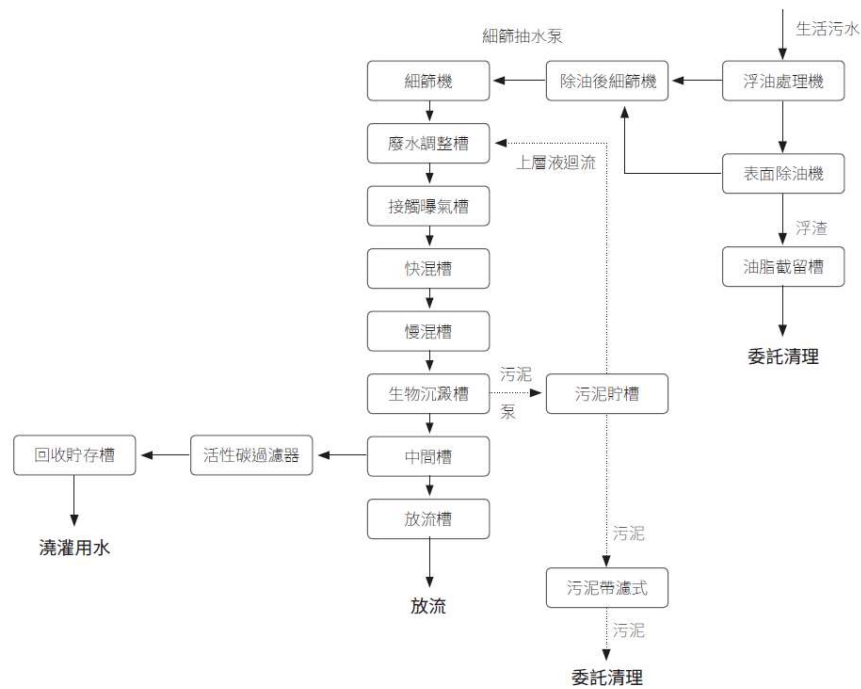 生活污水
細篩抽水泵
細篩機
除油後細篩機
浮油處理機
廢水調整槽
上層液迴流
表面除油機
接觸曝氣槽
浮渣
快混槽
油脂截留槽
慢混槽
委託清理
污泥
生物沉澱槽
污泥貯槽
泵
回收貯存槽
活性碳過濾器
中間槽
放流槽
污泥
澆灌用水
污泥帶濾式
放流
污泥
委託清理